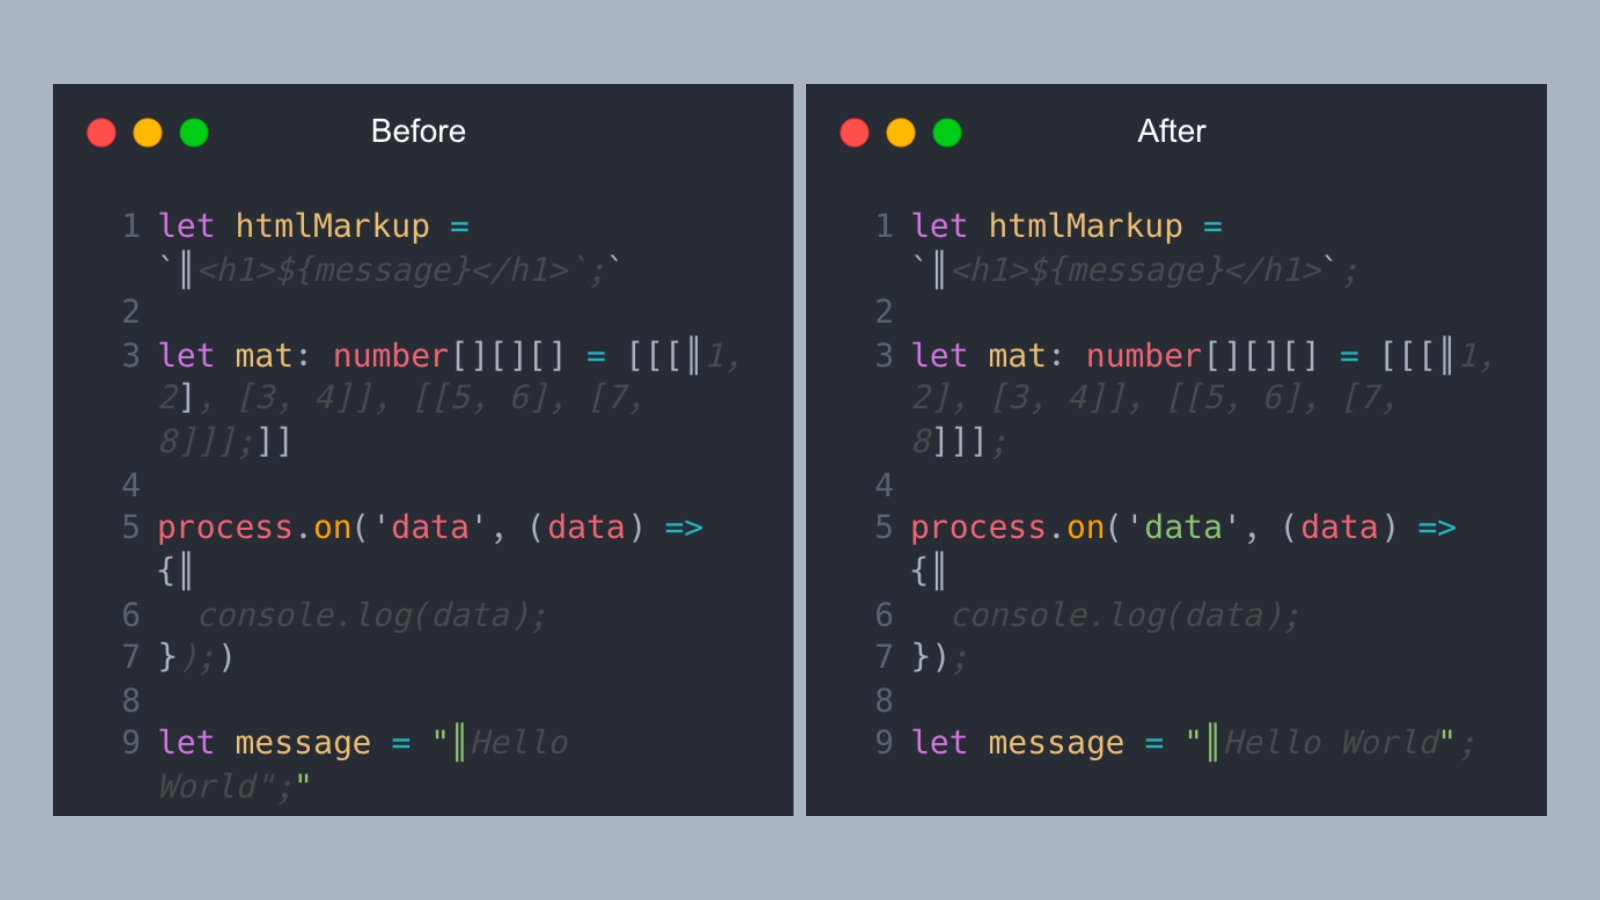 Before
1 let htmlMarkup =
`║<h1>${message}</h1>`;`
2
3 let mat: number[][][] = [[[║1,
2], [3, 4]], [[5, 6], [7,
8]]];]]
4
5 process.on('data', (data) =>
{║
6 console.log(data);
7 });)
8
9 let message = "║Hello
World";"
After
1 let htmlMarkup =
`║<h1>${message}</h1>`;
2
3 let mat: number[][][] = [[[║1,
2], [3, 4]], [[5, 6], [7,
8]]];
4
5 process.on('data', (data) =>
{║
6 console.log(data);
7 });
8
9 let message = "║Hello World";